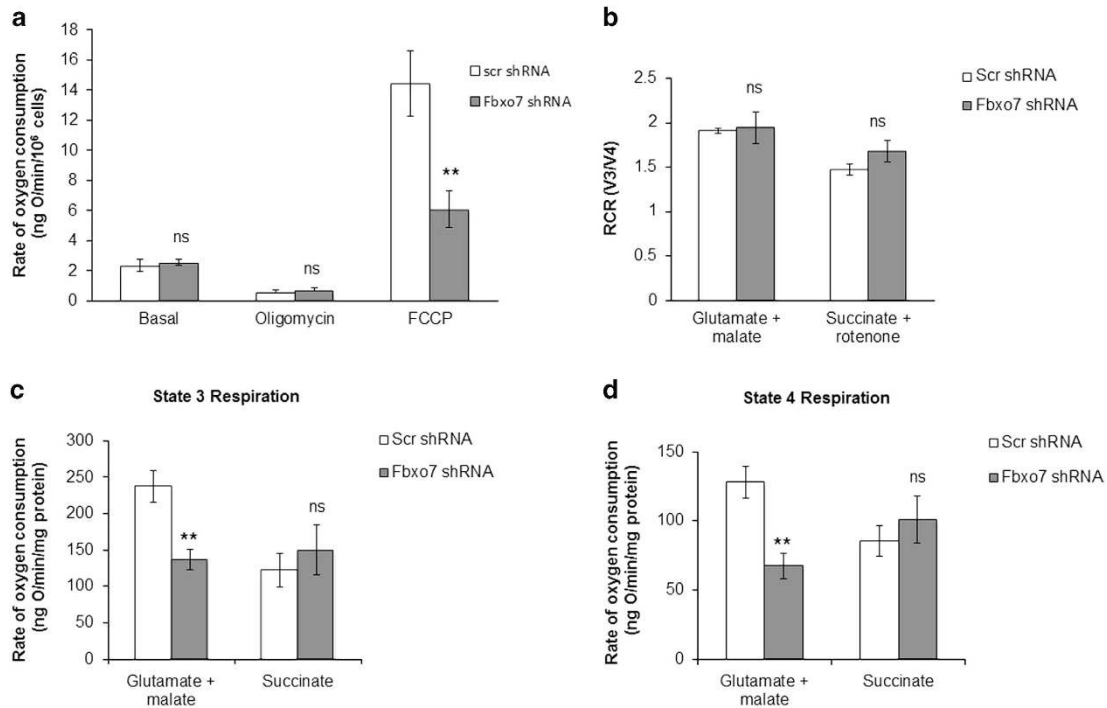 a
Rate of oxygen consumption
(ng O/min/10⁶ cells)
18
16
14
12
10
8
6
4
2
0
scr shRNA
Fbxo7 shRNA
ns
ns
**
Basal
Oligomycin
FCCP
b
RCR (V3/V4)
2.5
2
1.5
1
0.5
0
Scr shRNA
Fbxo7 shRNA
ns
ns
Glutamate +
malate
Succinate +
rotenone
c
State 3 Respiration
Rate of oxygen consumption
(ng O/min/mg protein)
300
250
200
150
100
50
0
Scr shRNA
Fbxo7 shRNA
**
ns
Glutamate +
malate
Succinate
d
State 4 Respiration
Rate of oxygen consumption
(ng O/min/mg protein)
150
100
50
0
Scr shRNA
Fbxo7 shRNA
**
ns
Glutamate +
malate
Succinate